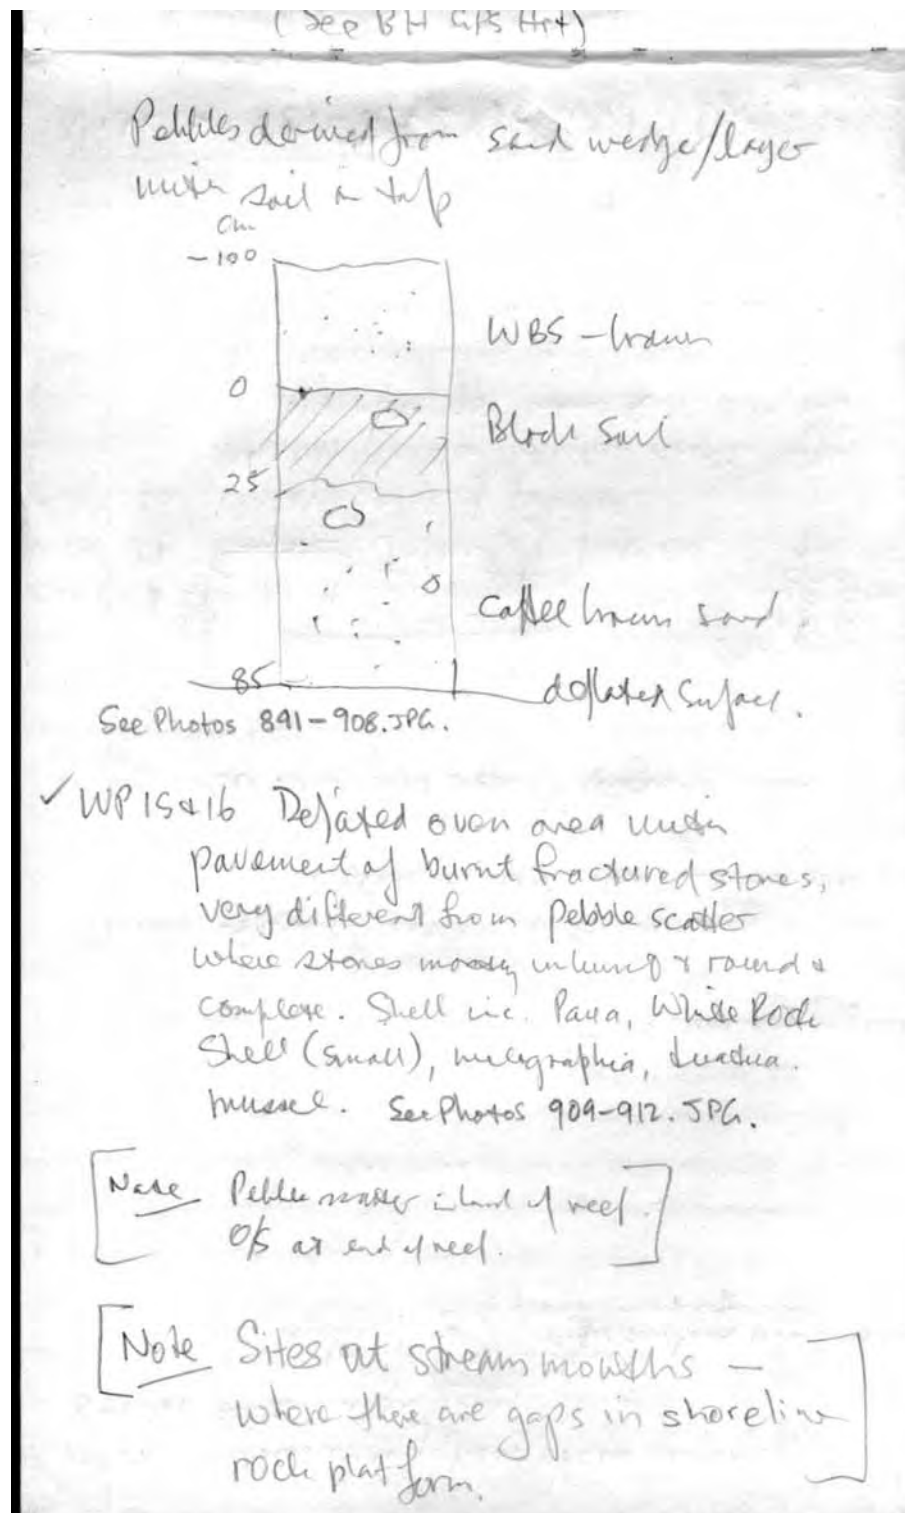 (See BH GPS Hgt)
Pebbles derived from sand wedge/layer
with soil on top
cm
-100
WBS - brown
0
Black Soil
25
Coffee brown sand
85
deflated surface.
See Photos 891-908.JPG.
✓ WP 15 & 16 Deflated oven area with
pavement of burnt fractured stones,
very different from pebble scatter
where stones mostly unburnt & round &
complete. Shell inc. Paua, White Rock
Shell (small), melagraphia, tuatua.
mussel. See Photos 909-912.JPG.
[Note Pebble scatter inland of reef.
O/S at end of reef.]
[Note Sites at stream mouths -
where there are gaps in shoreline
rock platform.]